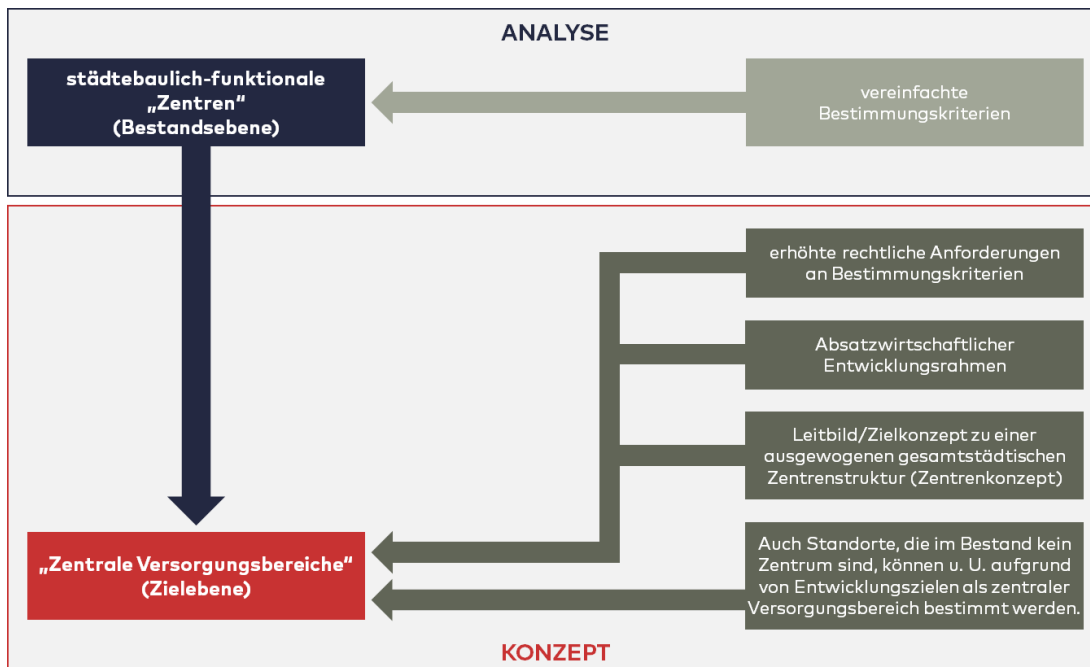 ANALYSE
städtebaulich-funktionale
„Zentren“
(Bestandsebene)
vereinfachte
Bestimmungskriterien
erhöhte rechtliche Anforderungen
an Bestimmungskriterien
Absatzwirtschaftlicher
Entwicklungsrahmen
Leitbild/Zielkonzept zu einer
ausgewogenen gesamtstädtischen
Zentrenstruktur (Zentrenkonzept)
„Zentrale Versorgungsbereiche“
(Zielebene)
Auch Standorte, die im Bestand kein
Zentrum sind, können u. U. aufgrund
von Entwicklungszielen als zentraler
Versorgungsbereich bestimmt werden.
KONZEPT